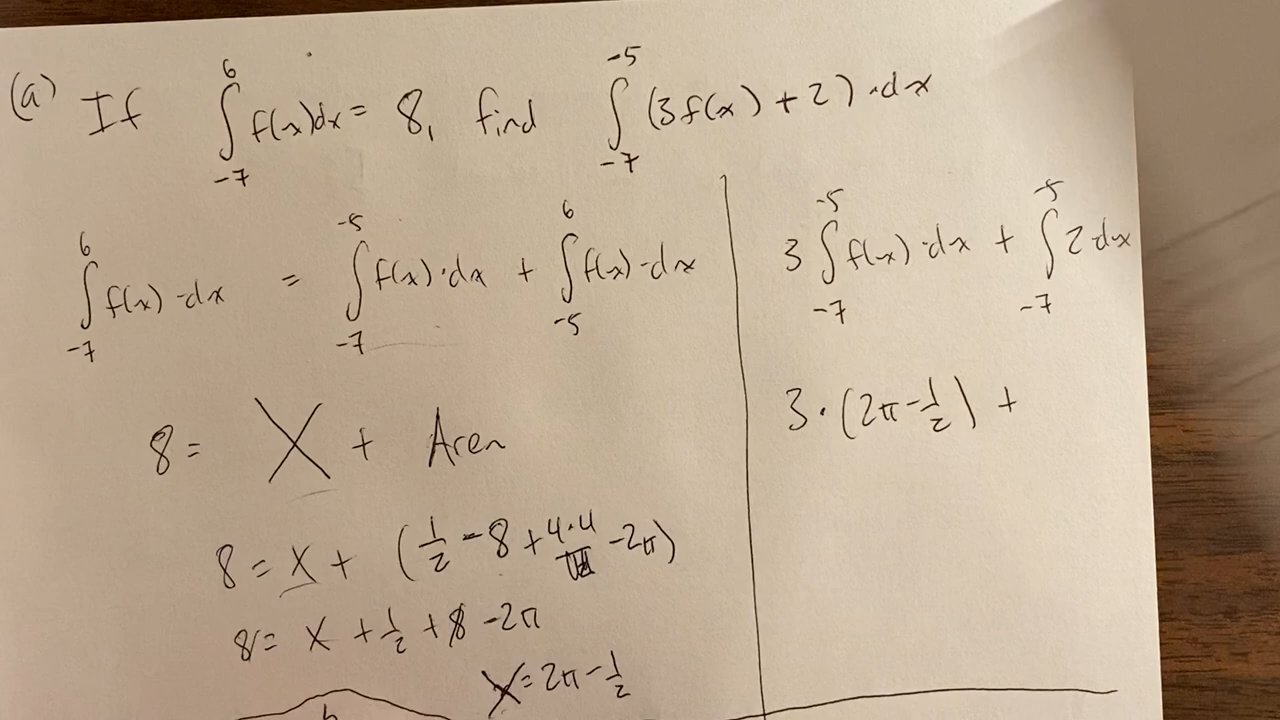 (a) If ∫_{-7}^{6} f(x)dx = 8, find ∫_{-7}^{-5} (3f(x) + 2) · dx
∫_{-7}^{6} f(x) · dx = ∫_{-7}^{-5} f(x) · dx + ∫_{-5}^{6} f(x) · dx
8 = X + Area
8 = X + (1/2 - 8 + 4·4 - 2π)
8 = X + 1/2 + 8 - 2π
X = 2π - 1/2
3 ∫_{-7}^{-5} f(x) · dx + ∫_{-7}^{-5} 2 · dx
3 · (2π - 1/2) +